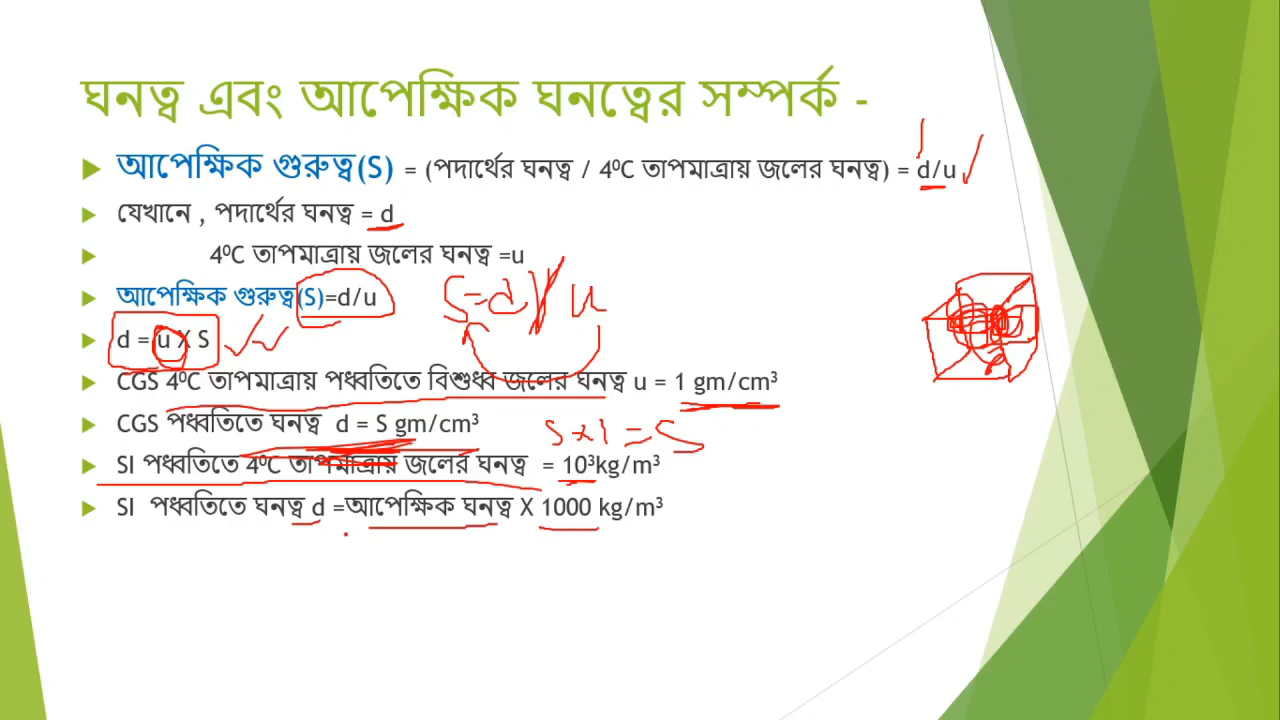 ঘনত্ব এবং আপেক্ষিক ঘনত্বের সম্পর্ক -
আপেক্ষিক গুরুত্ব(S) = (পদার্থের ঘনত্ব / 4⁰C তাপমাত্রায় জলের ঘনত্ব) = d/u
যেখানে , পদার্থের ঘনত্ব = d
4⁰C তাপমাত্রায় জলের ঘনত্ব =u
আপেক্ষিক গুরুত্ব(S)=d/u
S=d/u
d = u X S
CGS 4⁰C তাপমাত্রায় পধ্বতিতে বিশুধ্ব জলের ঘনত্ব u = 1 gm/cm³
CGS পধ্বতিতে ঘনত্ব d = S gm/cm³
S×1=S
SI পধ্বতিতে 4⁰C তাপমাত্রায় জলের ঘনত্ব = 10³kg/m³
SI পধ্বতিতে ঘনত্ব d =আপেক্ষিক ঘনত্ব X 1000 kg/m³